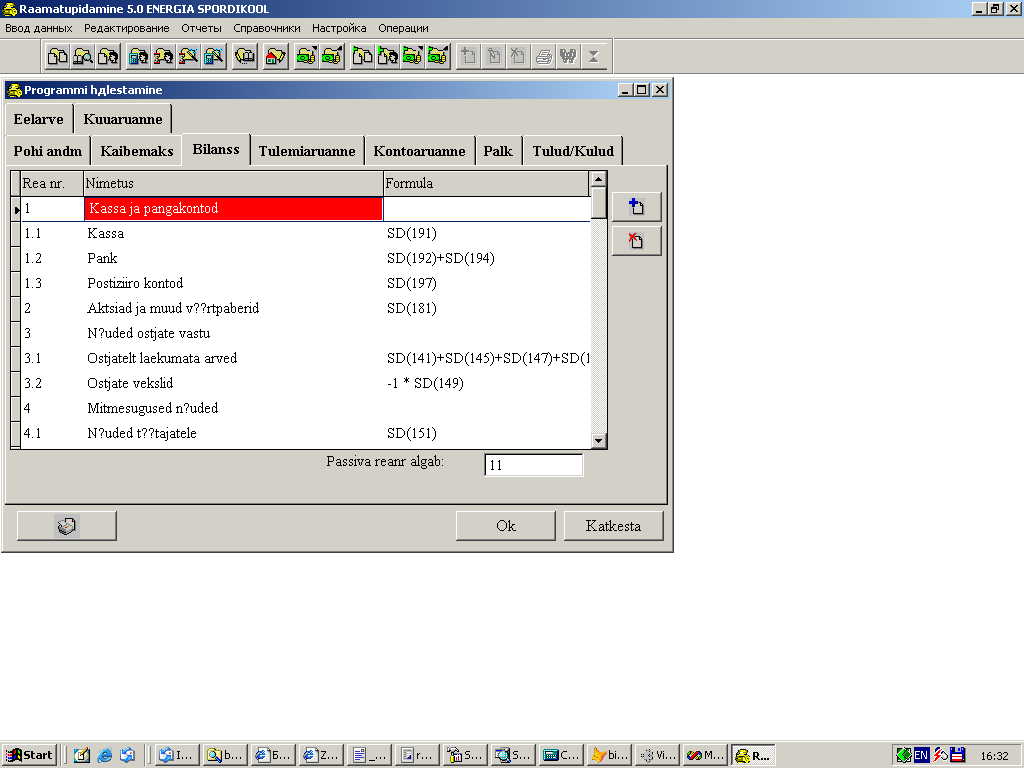 Raamatupidamine 5.0 ENERGIA SPORDIKOOL
Ввод данных Редактирование Отчеты Справочники Настройка Операции
Programmi hдlestamine
Eelarve Kuuaruanne
Pohi andm Kaibemaks Bilanss Tulemiaruanne Kontoaruanne Palk Tulud/Kulud
Rea nr. Nimetus Formula
1 Kassa ja pangakontod
1.1 Kassa SD(191)
1.2 Pank SD(192)+SD(194)
1.3 Postiziiro kontod SD(197)
2 Aktsiad ja muud v??rtpaberid SD(181)
3 N?uded ostjate vastu
3.1 Ostjatelt laekumata arved SD(141)+SD(145)+SD(147)+SD(1
3.2 Ostjate vekslid -1 * SD(149)
4 Mitmesugused n?uded
4.1 N?uded t??tajatele SD(151)
Passiva reanr algab: 11
Ok Katkesta
Start I... b... Б... Z... _... r... S... S... C... bi... Vi... M... R... EN 16:32